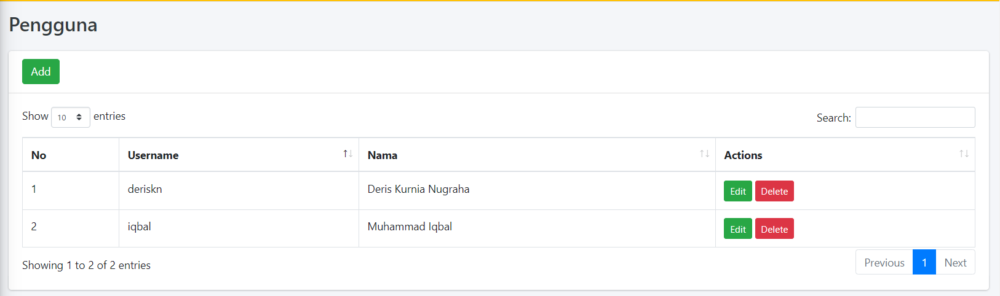 Pengguna
Add
Show 10 entries Search:
No Username Nama Actions
1 deriskn Deris Kurnia Nugraha Edit Delete
2 iqbal Muhammad Iqbal Edit Delete
Showing 1 to 2 of 2 entries Previous 1 Next